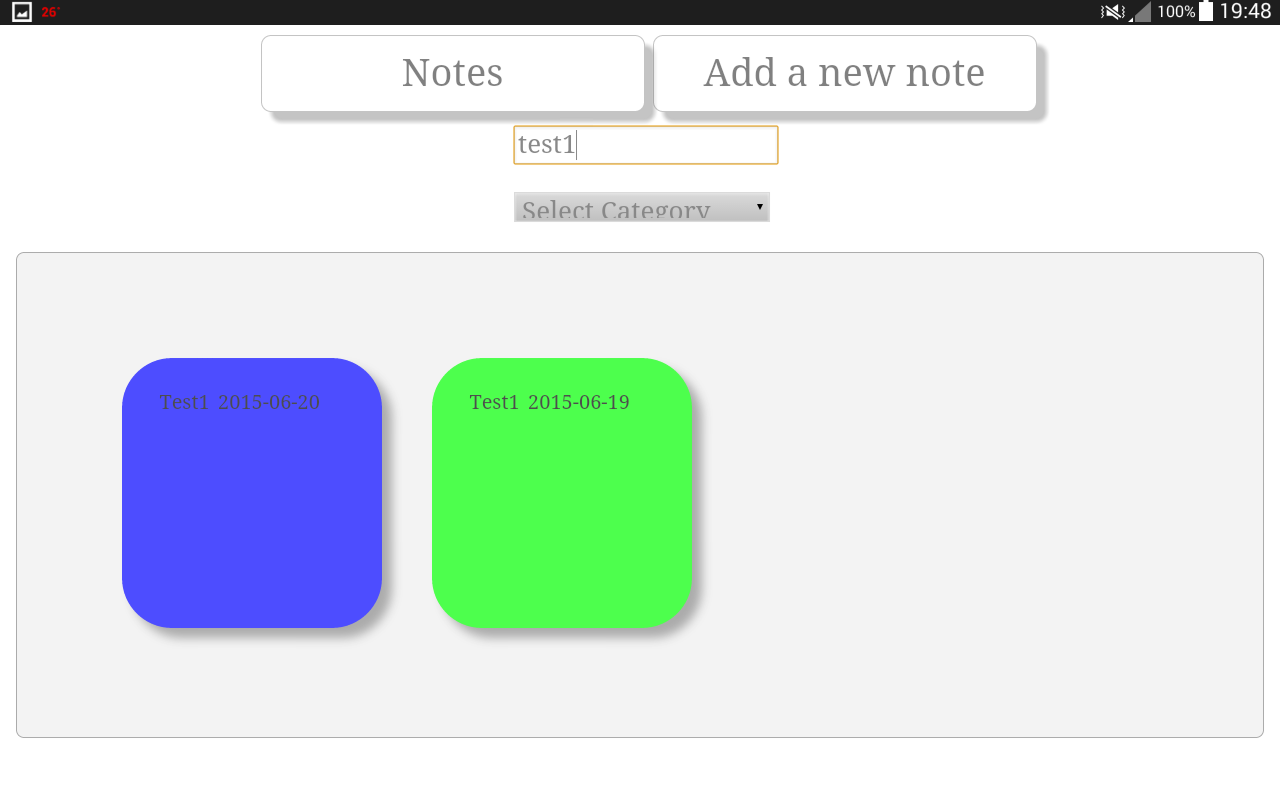 26° 100% 19:48
Notes Add a new note
test1
Select Category
Test1 2015-06-20 Test1 2015-06-19